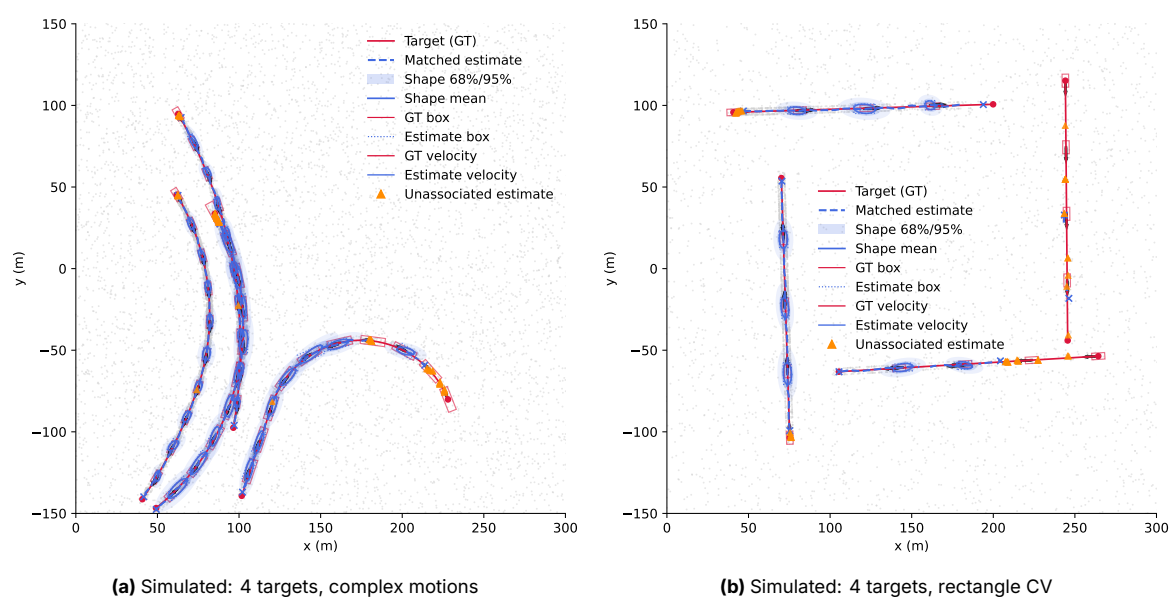 150
100
50
0
−50
−100
−150
y (m)
0
50
100
150
200
250
300
x (m)
Target (GT)
Matched estimate
Shape 68%/95%
Shape mean
GT box
Estimate box
GT velocity
Estimate velocity
Unassociated estimate
(a) Simulated: 4 targets, complex motions
150
100
50
0
−50
−100
−150
y (m)
0
50
100
150
200
250
300
x (m)
Target (GT)
Matched estimate
Shape 68%/95%
Shape mean
GT box
Estimate box
GT velocity
Estimate velocity
Unassociated estimate
(b) Simulated: 4 targets, rectangle CV